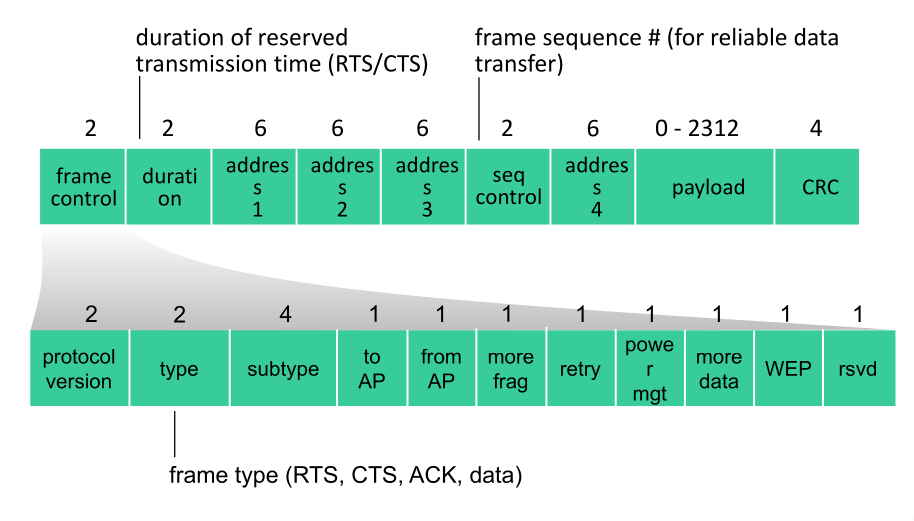 duration of reserved
transmission time (RTS/CTS)
frame sequence # (for reliable data
transfer)
2 2 6 6 6 2 6 0 - 2312 4
frame
control
durati
on
addres
s
1
addres
s
2
addres
s
3
seq
control
addres
s
4
payload
CRC
2 2 4 1 1 1 1 1 1 1 1
protocol
version
type
subtype
to
AP
from
AP
more
frag
retry
powe
r
mgt
more
data
WEP
rsvd
frame type (RTS, CTS, ACK, data)